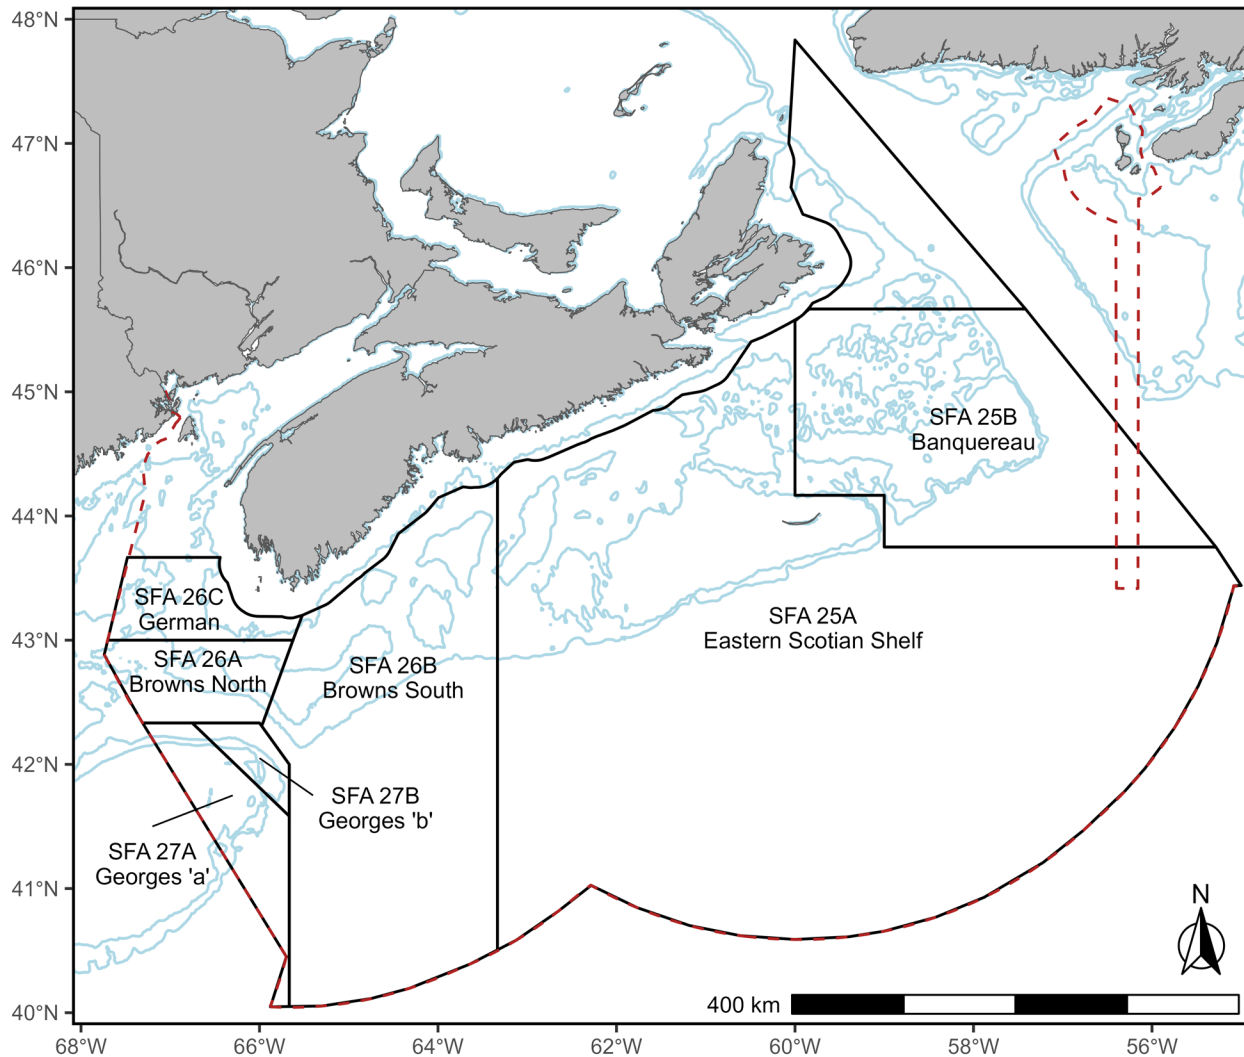 48°N
47°N
46°N
45°N
44°N
43°N
42°N
41°N
40°N
SFA 25B
Banquereau
SFA 26C
German
SFA 25A
Eastern Scotian Shelf
SFA 26A
Browns North
SFA 26B
Browns South
SFA 27B
Georges 'b'
SFA 27A
Georges 'a'
N
400 km
68°W
66°W
64°W
62°W
60°W
58°W
56°W